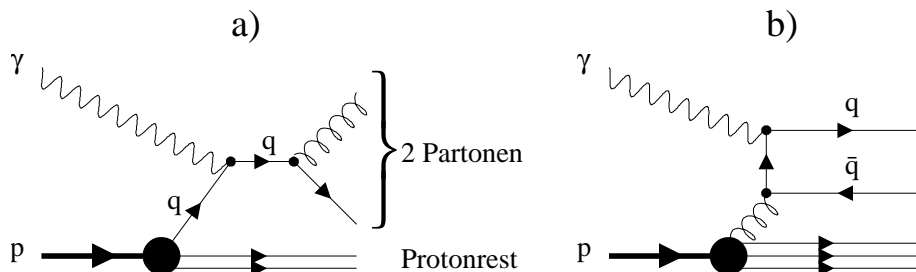 a)
b)
γ
γ
q
q
q
q̄
2 Partonen
p
Protonrest
p